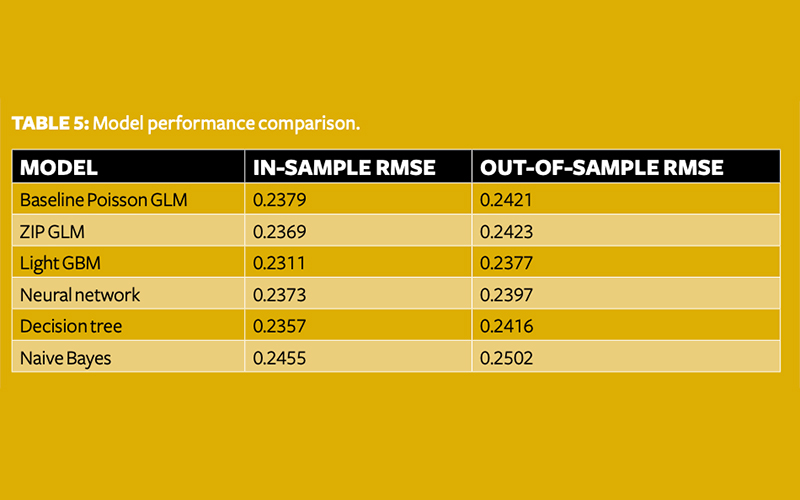 TABLE 5: Model performance comparison.
MODEL IN-SAMPLE RMSE OUT-OF-SAMPLE RMSE
Baseline Poisson GLM 0.2379 0.2421
ZIP GLM 0.2369 0.2423
Light GBM 0.2311 0.2377
Neural network 0.2373 0.2397
Decision tree 0.2357 0.2416
Naive Bayes 0.2455 0.2502